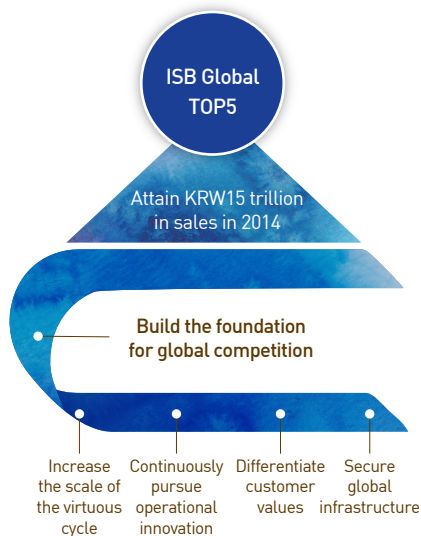 ISB Global
TOP5
Attain KRW15 trillion
in sales in 2014
Build the foundation
for global competition
Increase
the scale of
the virtuous
cycle
Continuously
pursue
operational
innovation
Differentiate
customer
values
Secure
global
infrastructure